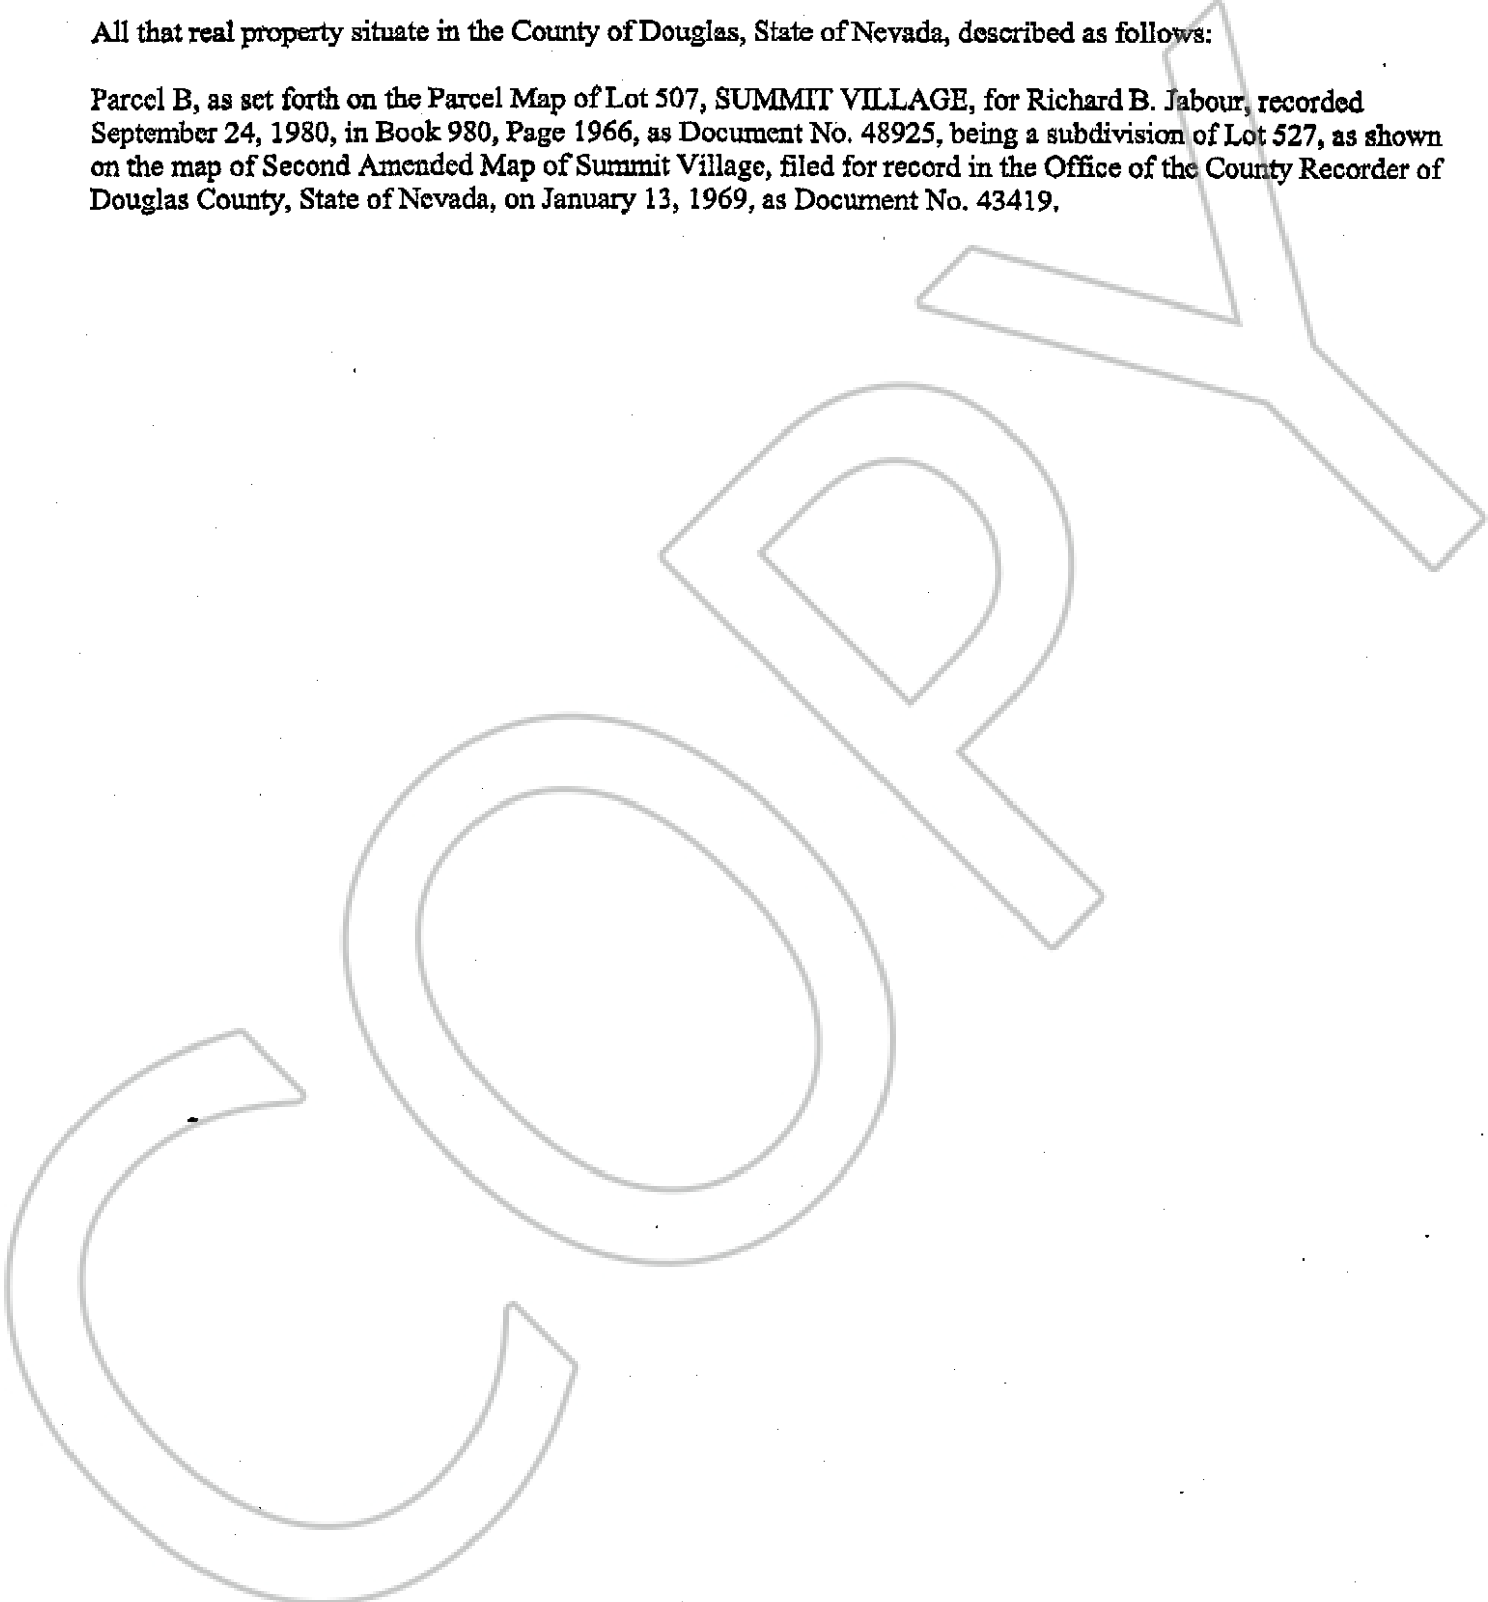 All that real property situate in the County of Douglas, State of Nevada, described as follows:
Parcel B, as set forth on the Parcel Map of Lot 507, SUMMIT VILLAGE, for Richard B. Jabour, recorded
September 24, 1980, in Book 980, Page 1966, as Document No. 48925, being a subdivision of Lot 527, as shown
on the map of Second Amended Map of Summit Village, filed for record in the Office of the County Recorder of
Douglas County, State of Nevada, on January 13, 1969, as Document No. 43419.
COPY